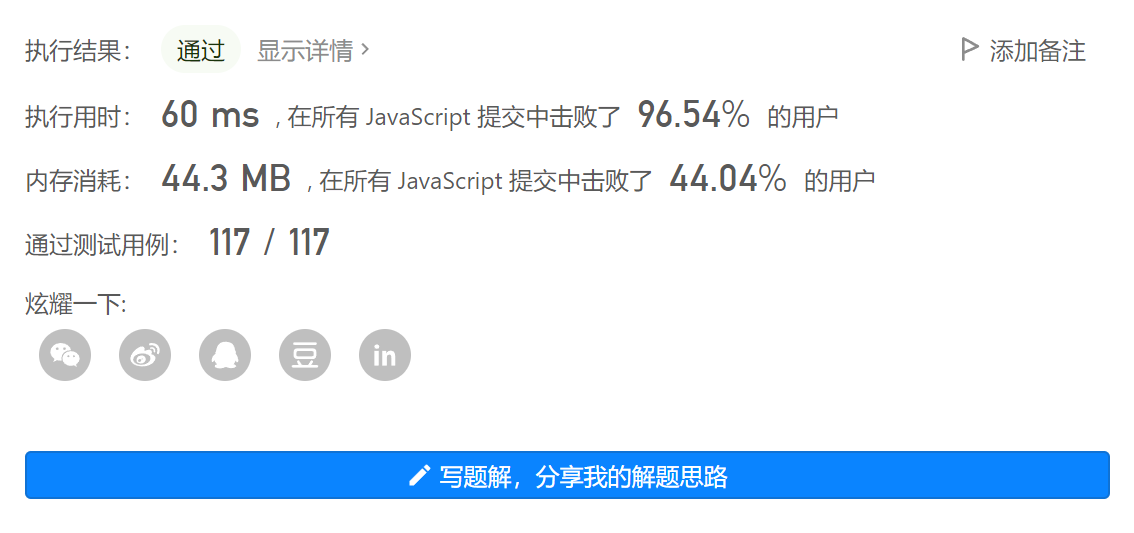 执行结果： 通过 显示详情 > 添加备注
执行用时： 60 ms , 在所有 JavaScript 提交中击败了 96.54% 的用户
内存消耗： 44.3 MB , 在所有 JavaScript 提交中击败了 44.04% 的用户
通过测试用例： 117 / 117
炫耀一下:
豆 in
写题解，分享我的解题思路